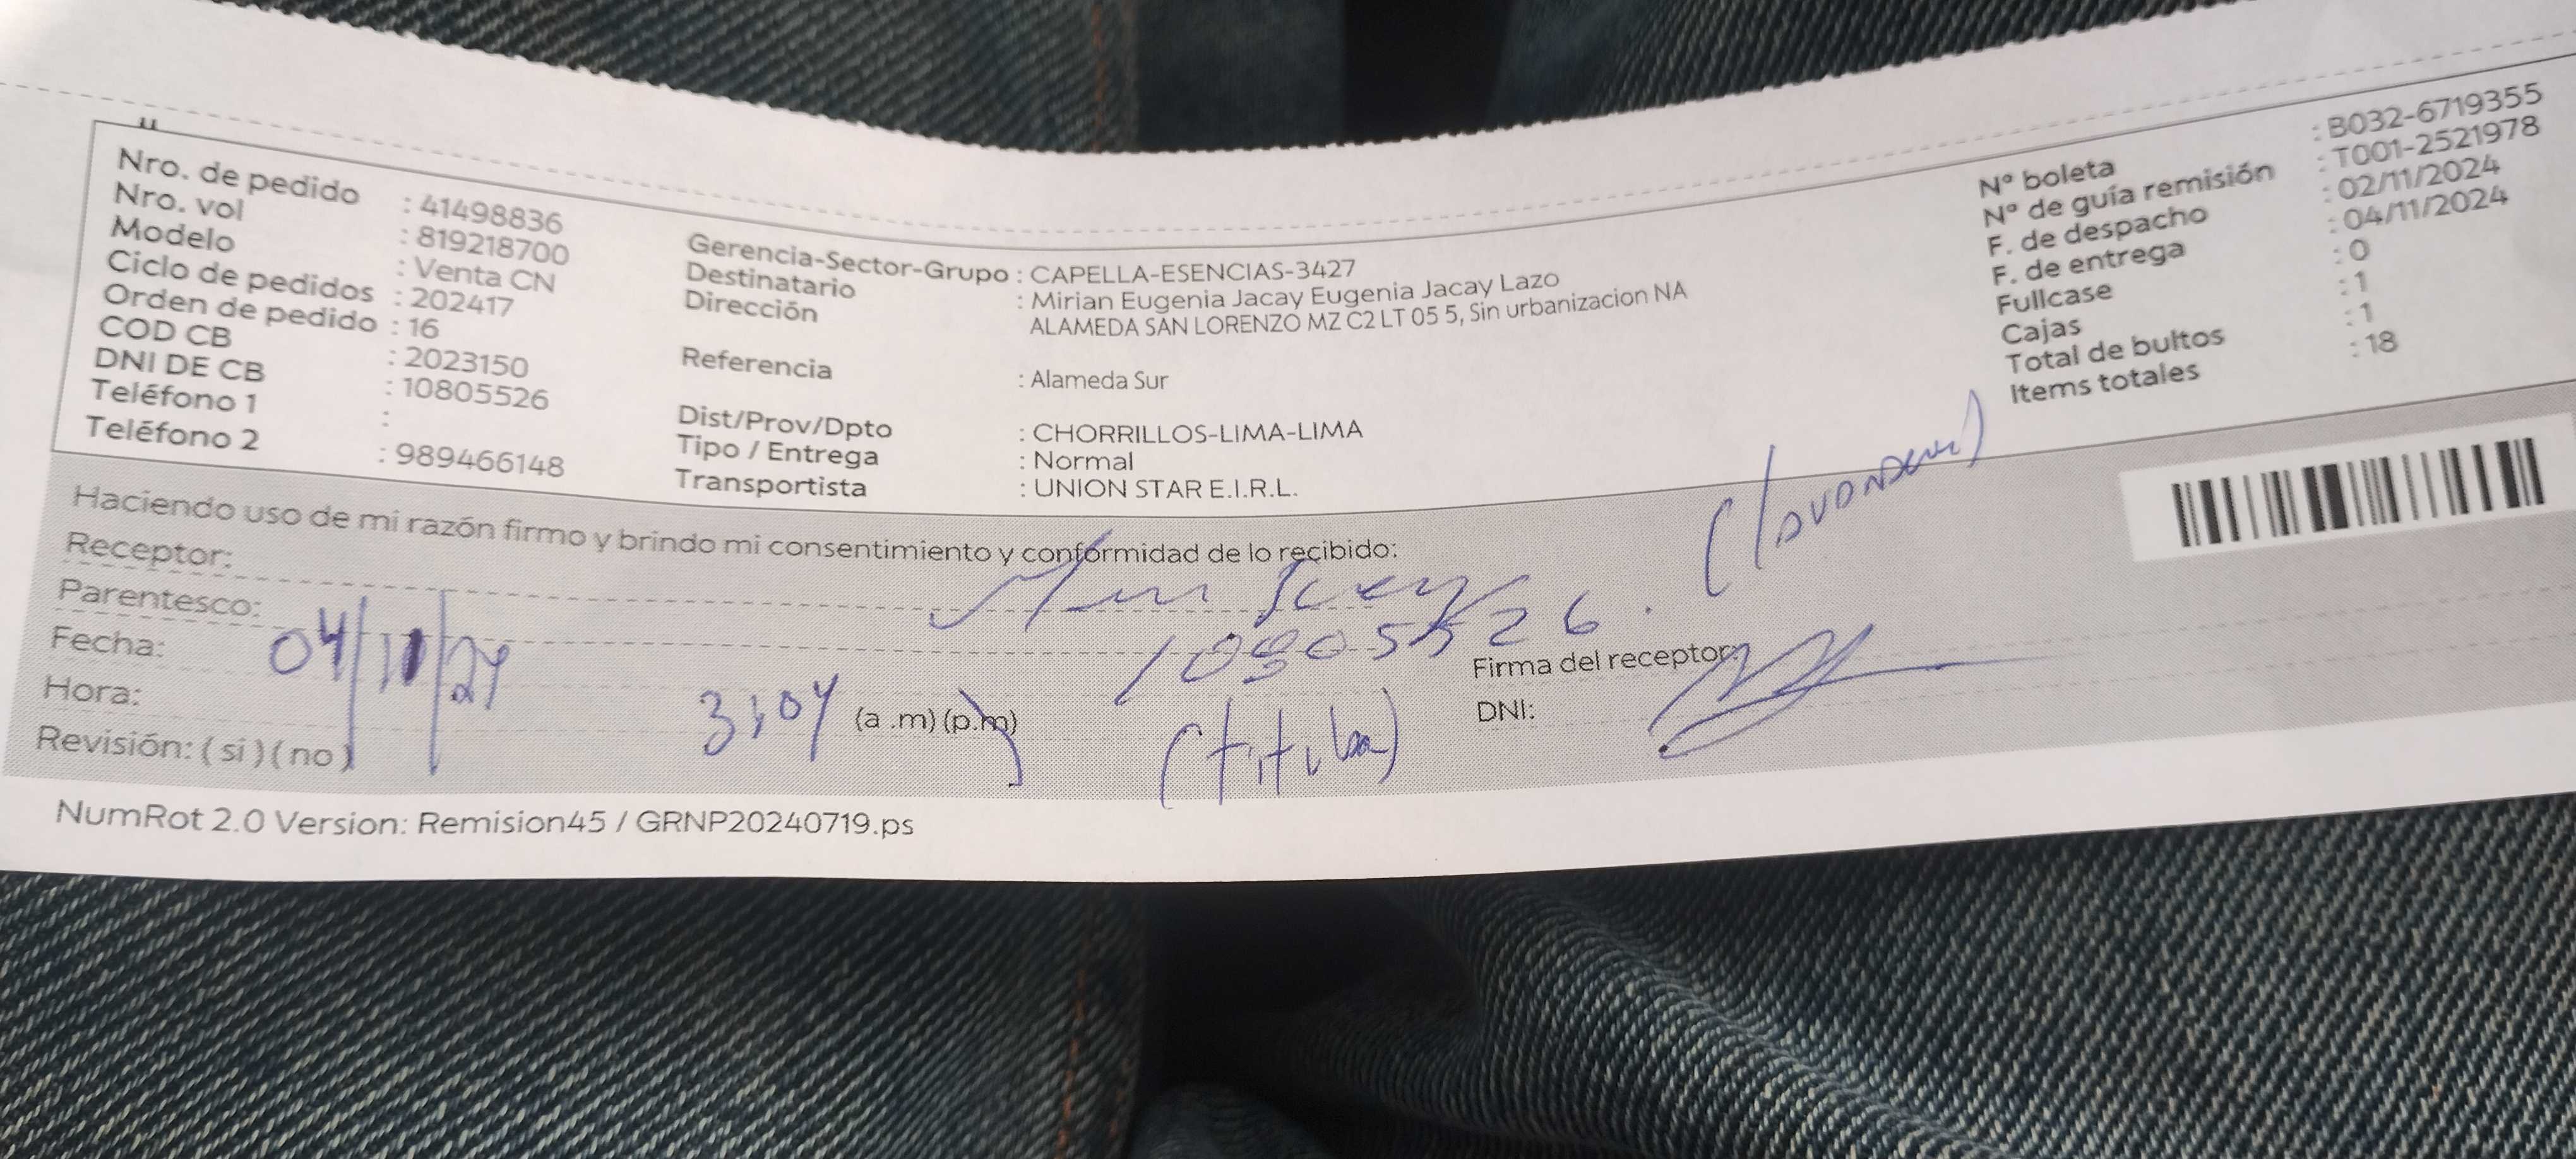 Nro. de pedido : 41498836
Nro. vol : 819218700
Modelo : Venta CN
Ciclo de pedidos : 202417
Orden de pedido : 16
COD CB : 2023150
DNI DE CB : 10805526
Teléfono 1 :
Teléfono 2 : 989466148
Gerencia-Sector-Grupo : CAPELLA-ESENCIAS-3427
Destinatario : Mirian Eugenia Jacay Eugenia Jacay Lazo
Dirección ALAMEDA SAN LORENZO MZ C2 LT 05 5, Sin urbanizacion NA
Referencia : Alameda Sur
Dist/Prov/Dpto : CHORRILLOS-LIMA-LIMA
Tipo / Entrega : Normal
Transportista : UNION STAR E.I.R.L.
Nº boleta : B032-6719355
Nº de guía remisión : T001-2521978
F. de despacho : 02/11/2024
F. de entrega : 04/11/2024
Fullcase : 0
Cajas : 1
Total de bultos : 1
Items totales : 18
Haciendo uso de mi razón firmo y brindo mi consentimiento y conformidad de lo recibido:
Receptor:
Parentesco: 10805526
Fecha: 04/11/24
Firma del receptor:
Hora: 3:04 (a .m) (p.m)
(titular)
DNI:
Revisión: ( si ) ( no )
NumRot 2.0 Version: Remision45 / GRNP20240719.ps